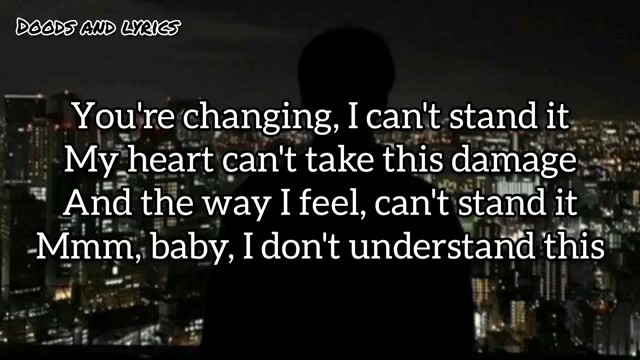 Doods and lyrics
You're changing, I can't stand it
My heart can't take this damage
And the way I feel, can't stand it
Mmm, baby, I don't understand this